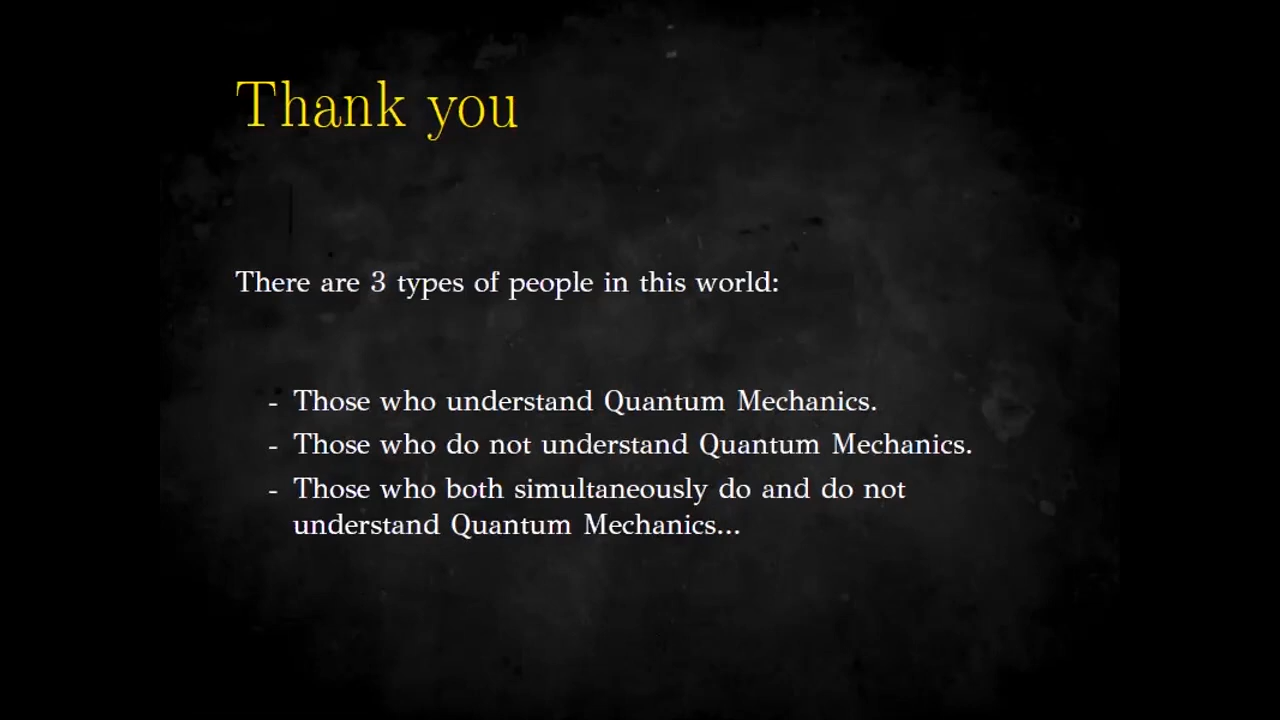 Thank you
There are 3 types of people in this world:
- Those who understand Quantum Mechanics.
- Those who do not understand Quantum Mechanics.
- Those who both simultaneously do and do not
understand Quantum Mechanics...